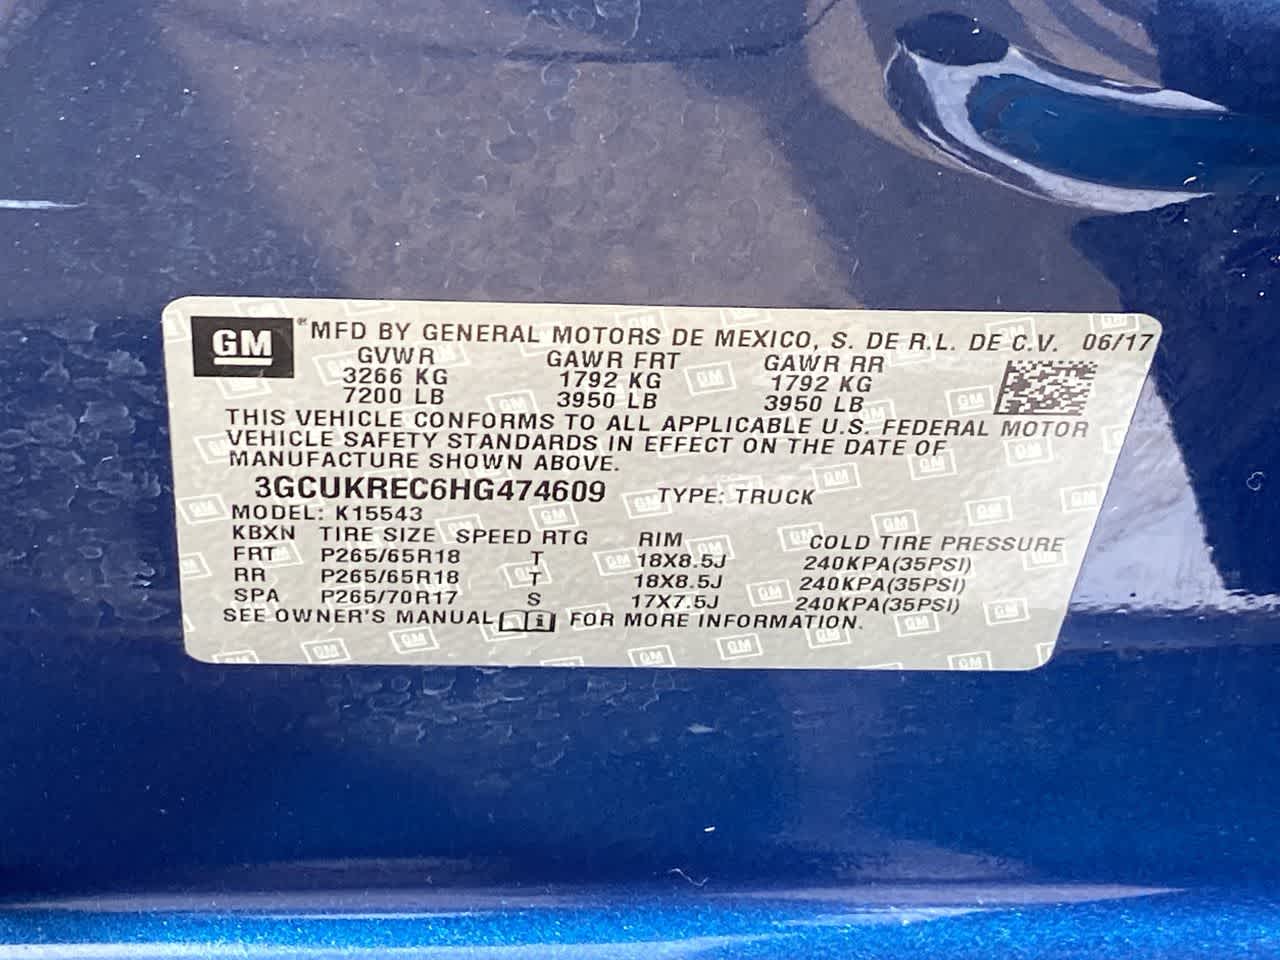 GM ® MFD BY GENERAL MOTORS DE MEXICO, S. DE R.L. DE C.V. 06/17
GVWR GAWR FRT GAWR RR
3266 KG 1792 KG 1792 KG
7200 LB 3950 LB 3950 LB
THIS VEHICLE CONFORMS TO ALL APPLICABLE U.S. FEDERAL MOTOR
VEHICLE SAFETY STANDARDS IN EFFECT ON THE DATE OF
MANUFACTURE SHOWN ABOVE.
3GCUKREC6HG474609 TYPE: TRUCK
MODEL: K15543
KBXN TIRE SIZE SPEED RTG RIM COLD TIRE PRESSURE
FRT P265/65R18 T 18X8.5J 240KPA(35PSI)
RR P265/65R18 T 18X8.5J 240KPA(35PSI)
SPA P265/70R17 S 17X7.5J 240KPA(35PSI)
SEE OWNER'S MANUAL i FOR MORE INFORMATION.